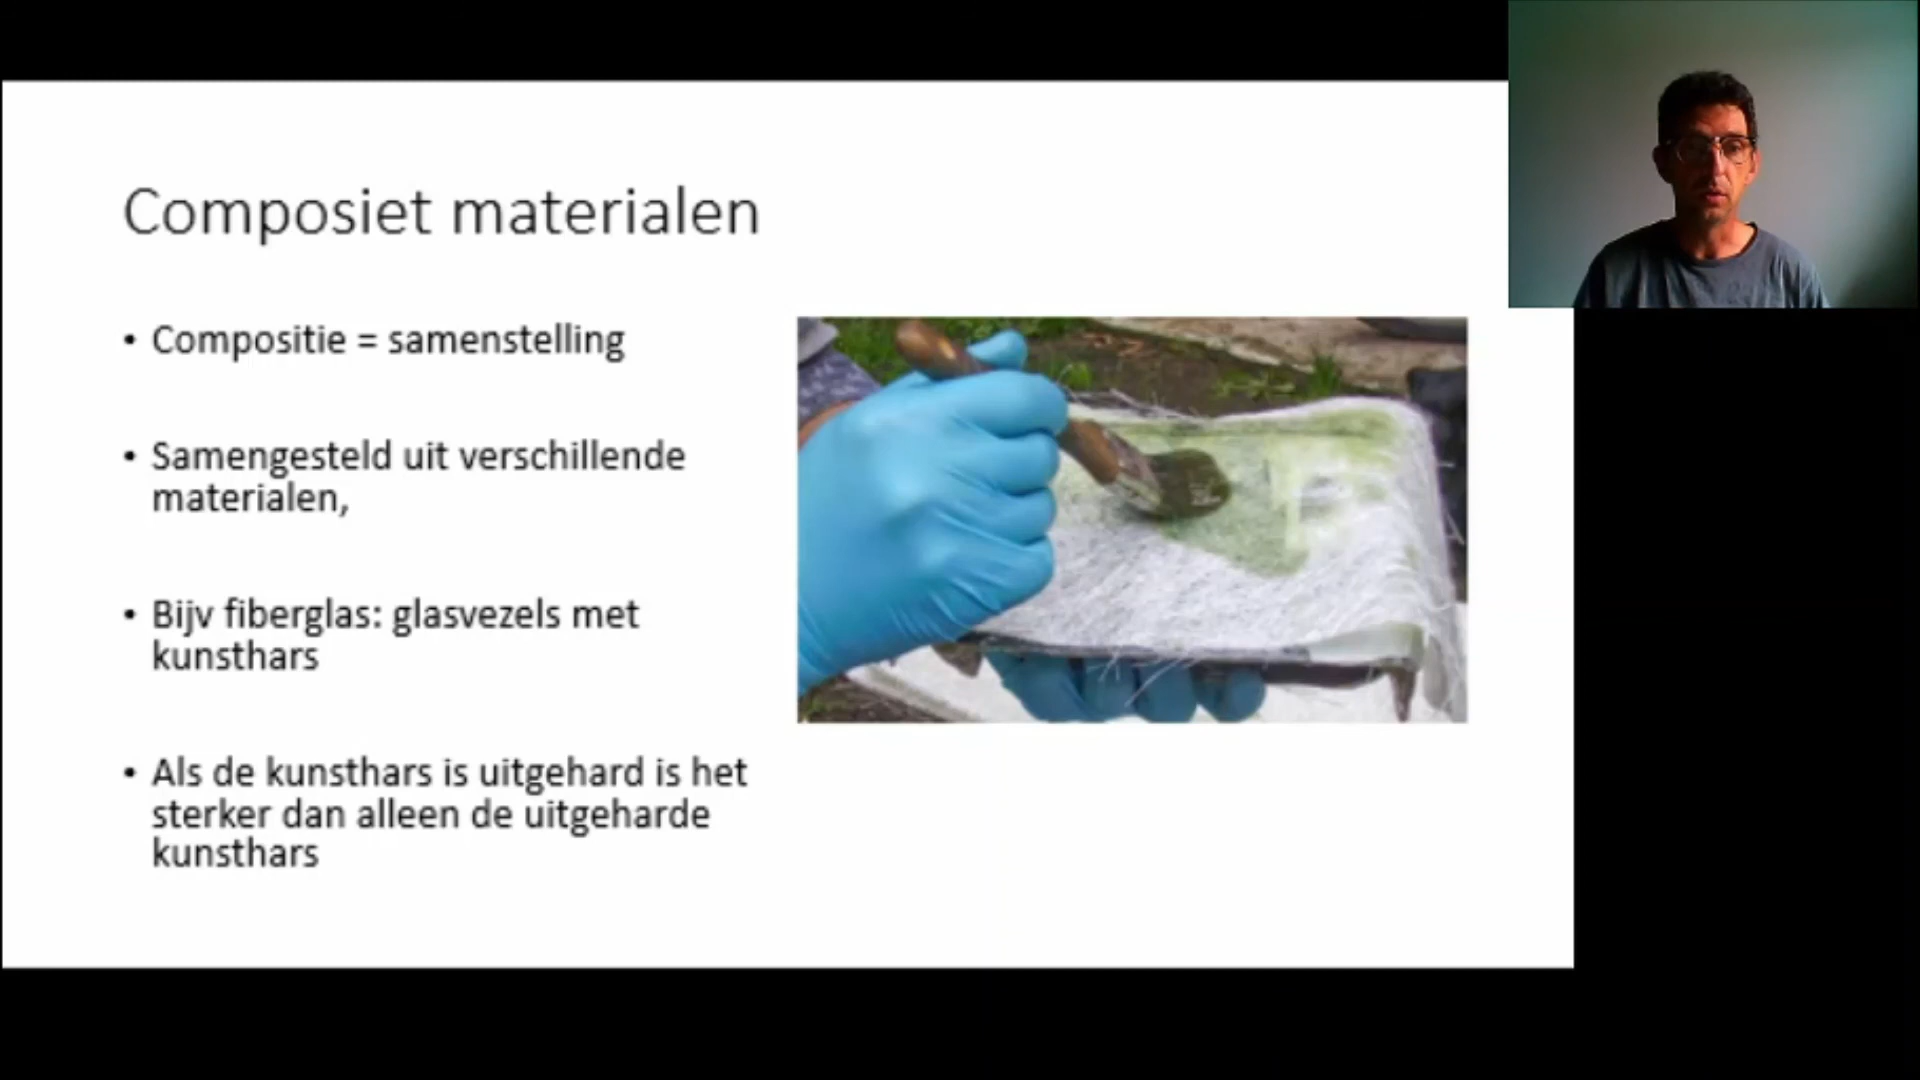 Composiet materialen
• Compositie = samenstelling
• Samengesteld uit verschillende
materialen,
• Bijv fiberglas: glasvezels met
kunsthars
• Als de kunsthars is uitgehard is het
sterker dan alleen de uitgeharde
kunsthars